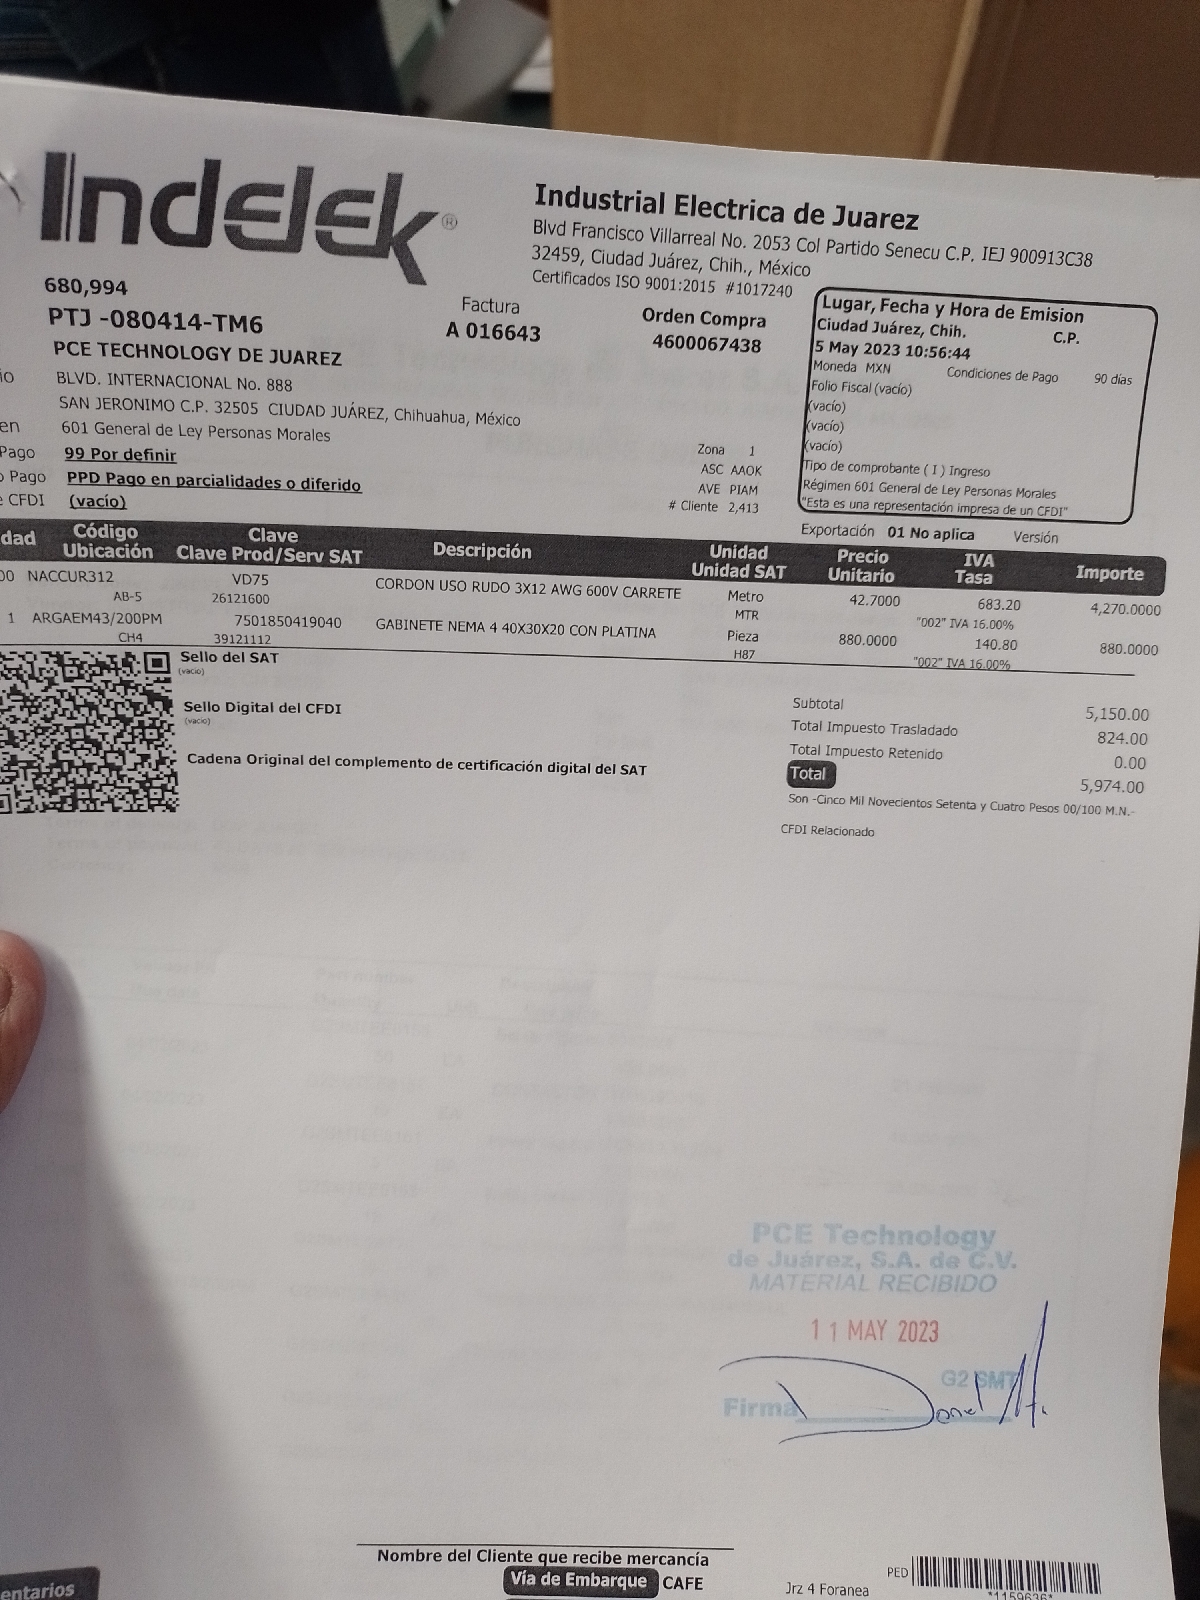 Indelek®
Industrial Electrica de Juarez
Blvd Francisco Villarreal No. 2053 Col Partido Senecu C.P. IEJ 900913C38
32459, Ciudad Juárez, Chih., México
Certificados ISO 9001:2015 #1017240
680,994
PTJ -080414-TM6
PCE TECHNOLOGY DE JUAREZ
BLVD. INTERNACIONAL No. 888
SAN JERONIMO C.P. 32505 CIUDAD JUÁREZ, Chihuahua, México
601 General de Ley Personas Morales
Pago 99 Por definir
Pago PPD Pago en parcialidades o diferido
CFDI (vacío)
Factura
A 016643
Orden Compra
4600067438
Zona 1
ASC AAOK
AVE PIAM
# Cliente 2,413
Lugar, Fecha y Hora de Emision
Ciudad Juárez, Chih. C.P.
5 May 2023 10:56:44
Moneda MXN Condiciones de Pago 90 días
Folio Fiscal (vacío)
(vacío)
(vacío)
(vacío)
Tipo de comprobante ( I ) Ingreso
Régimen 601 General de Ley Personas Morales
"Esta es una representación impresa de un CFDI"
Exportación 01 No aplica Versión
dad Código Clave Descripción Unidad Precio IVA Importe
Ubicación Clave Prod/Serv SAT Unidad SAT Unitario Tasa
00 NACCUR312 VD75 CORDON USO RUDO 3X12 AWG 600V CARRETE Metro 42.7000 683.20 4,270.0000
AB-5 26121600 MTR "002" IVA 16.00%
1 ARGAEM43/200PM 7501850419040 GABINETE NEMA 4 40X30X20 CON PLATINA Pieza 880.0000 140.80 880.0000
CH4 39121112 H87 "002" IVA 16.00%
Sello del SAT
(vacío)
Sello Digital del CFDI
(vacío)
Cadena Original del complemento de certificación digital del SAT
Subtotal 5,150.00
Total Impuesto Trasladado 824.00
Total Impuesto Retenido 0.00
Total 5,974.00
Son -Cinco Mil Novecientos Setenta y Cuatro Pesos 00/100 M.N.-
CFDI Relacionado
PCE Technology
de Juárez, S.A. de C.V.
MATERIAL RECIBIDO
11 MAY 2023
G2 SMT
Firma
Nombre del Cliente que recibe mercancía
Vía de Embarque CAFE
Jrz 4 Foranea
PED
*1159636*
entarios